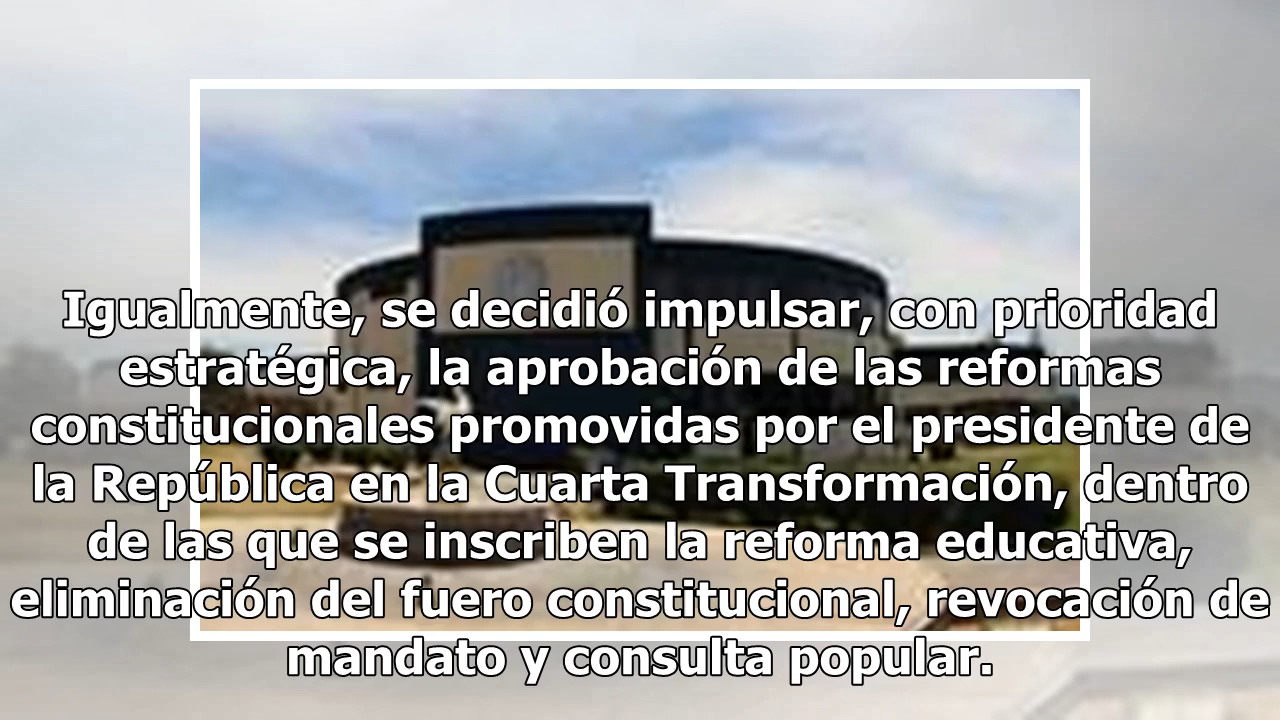 Igualmente, se decidió impulsar, con prioridad
estratégica, la aprobación de las reformas
constitucionales promovidas por el presidente de
la República en la Cuarta Transformación, dentro
de las que se inscriben la reforma educativa,
eliminación del fuero constitucional, revocación de
mandato y consulta popular.